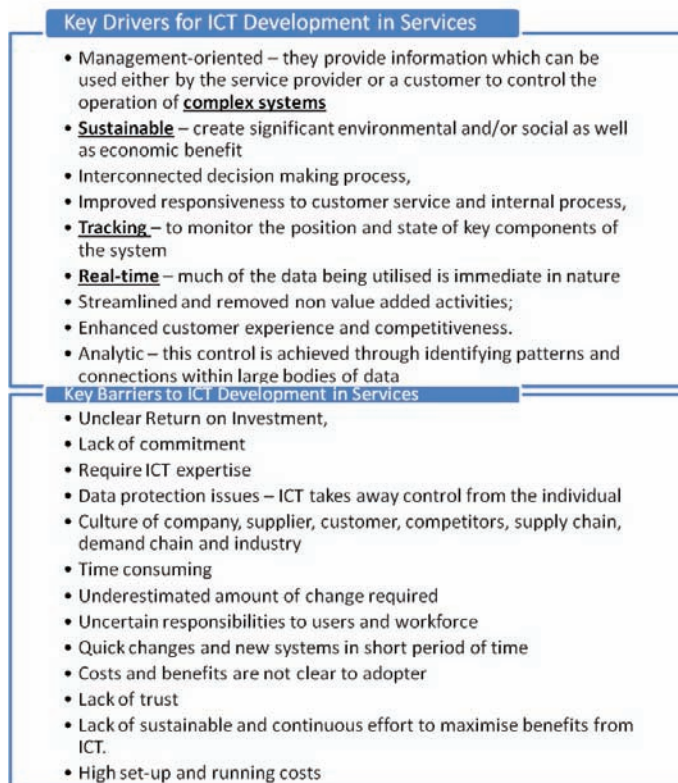 Key Drivers for ICT Development in Services
• Management-oriented – they provide information which can be
used either by the service provider or a customer to control the
operation of complex systems
• Sustainable – create significant environmental and/or social as well
as economic benefit
• Interconnected decision making process,
• Improved responsiveness to customer service and internal process,
• Tracking – to monitor the position and state of key components of
the system
• Real-time – much of the data being utilised is immediate in nature
• Streamlined and removed non value added activities;
• Enhanced customer experience and competitiveness.
• Analytic – this control is achieved through identifying patterns and
connections within large bodies of data
Key Barriers to ICT Development in Services
• Unclear Return on Investment,
• Lack of commitment
• Require ICT expertise
• Data protection issues – ICT takes away control from the individual
• Culture of company, supplier, customer, competitors, supply chain,
demand chain and industry
• Time consuming
• Underestimated amount of change required
• Uncertain responsibilities to users and workforce
• Quick changes and new systems in short period of time
• Costs and benefits are not clear to adopter
• Lack of trust
• Lack of sustainable and continuous effort to maximise benefits from
ICT.
• High set-up and running costs